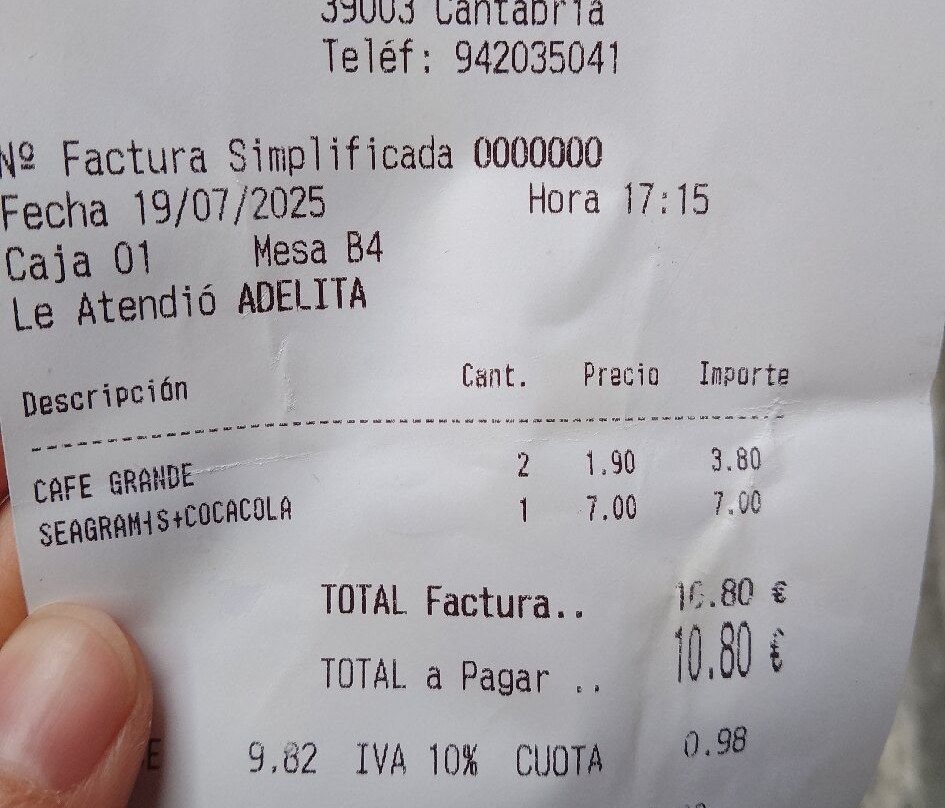 39003 Cantabria
Teléf: 942035041
Nº Factura Simplificada 0000000
Fecha 19/07/2025 Hora 17:15
Caja 01 Mesa B4
Le Atendió ADELITA
Descripción Cant. Precio Importe
CAFE GRANDE 2 1.90 3.80
SEAGRAM┤S+COCACOLA 1 7.00 7.00
TOTAL Factura.. 10.80 €
TOTAL a Pagar .. 10.80 €
9.82 IVA 10% CUOTA 0.98